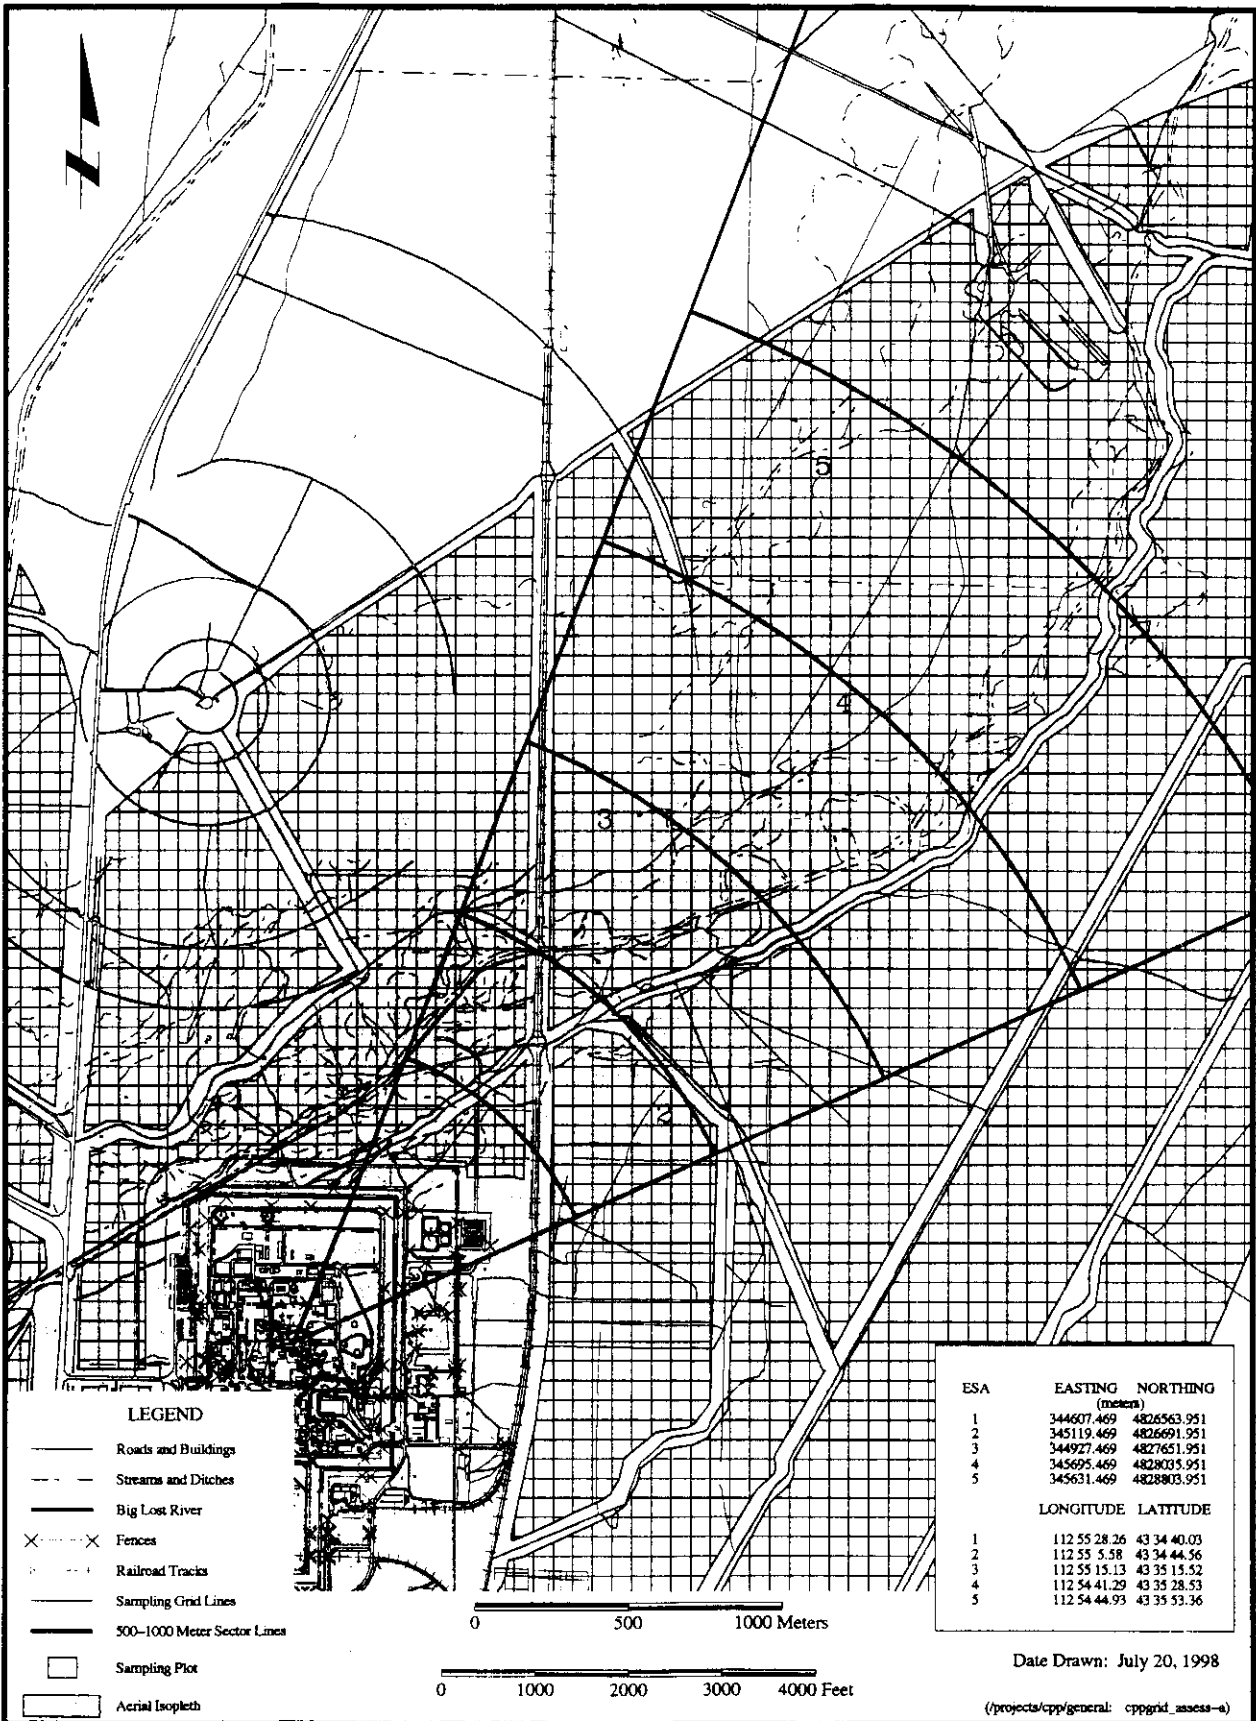 5
4
3
2
ESA EASTING NORTHING
(meters)
1 344607.469 4826563.951
2 345119.469 4826691.951
3 344927.469 4827651.951
4 345695.469 4828035.951
5 345631.469 4828803.951
LONGITUDE LATITUDE
1 112 55 28.26 43 34 40.03
2 112 55 5.58 43 34 44.56
3 112 55 15.13 43 35 15.52
4 112 54 41.29 43 35 28.53
5 112 54 44.93 43 35 53.36
LEGEND
Roads and Buildings
Streams and Ditches
Big Lost River
Fences
Railroad Tracks
Sampling Grid Lines
500-1000 Meter Sector Lines
Sampling Plot
Aerial Isopleth
0 500 1000 Meters
0 1000 2000 3000 4000 Feet
Date Drawn: July 20, 1998
(/projects/cpp/general: cppgrid_assess-a)